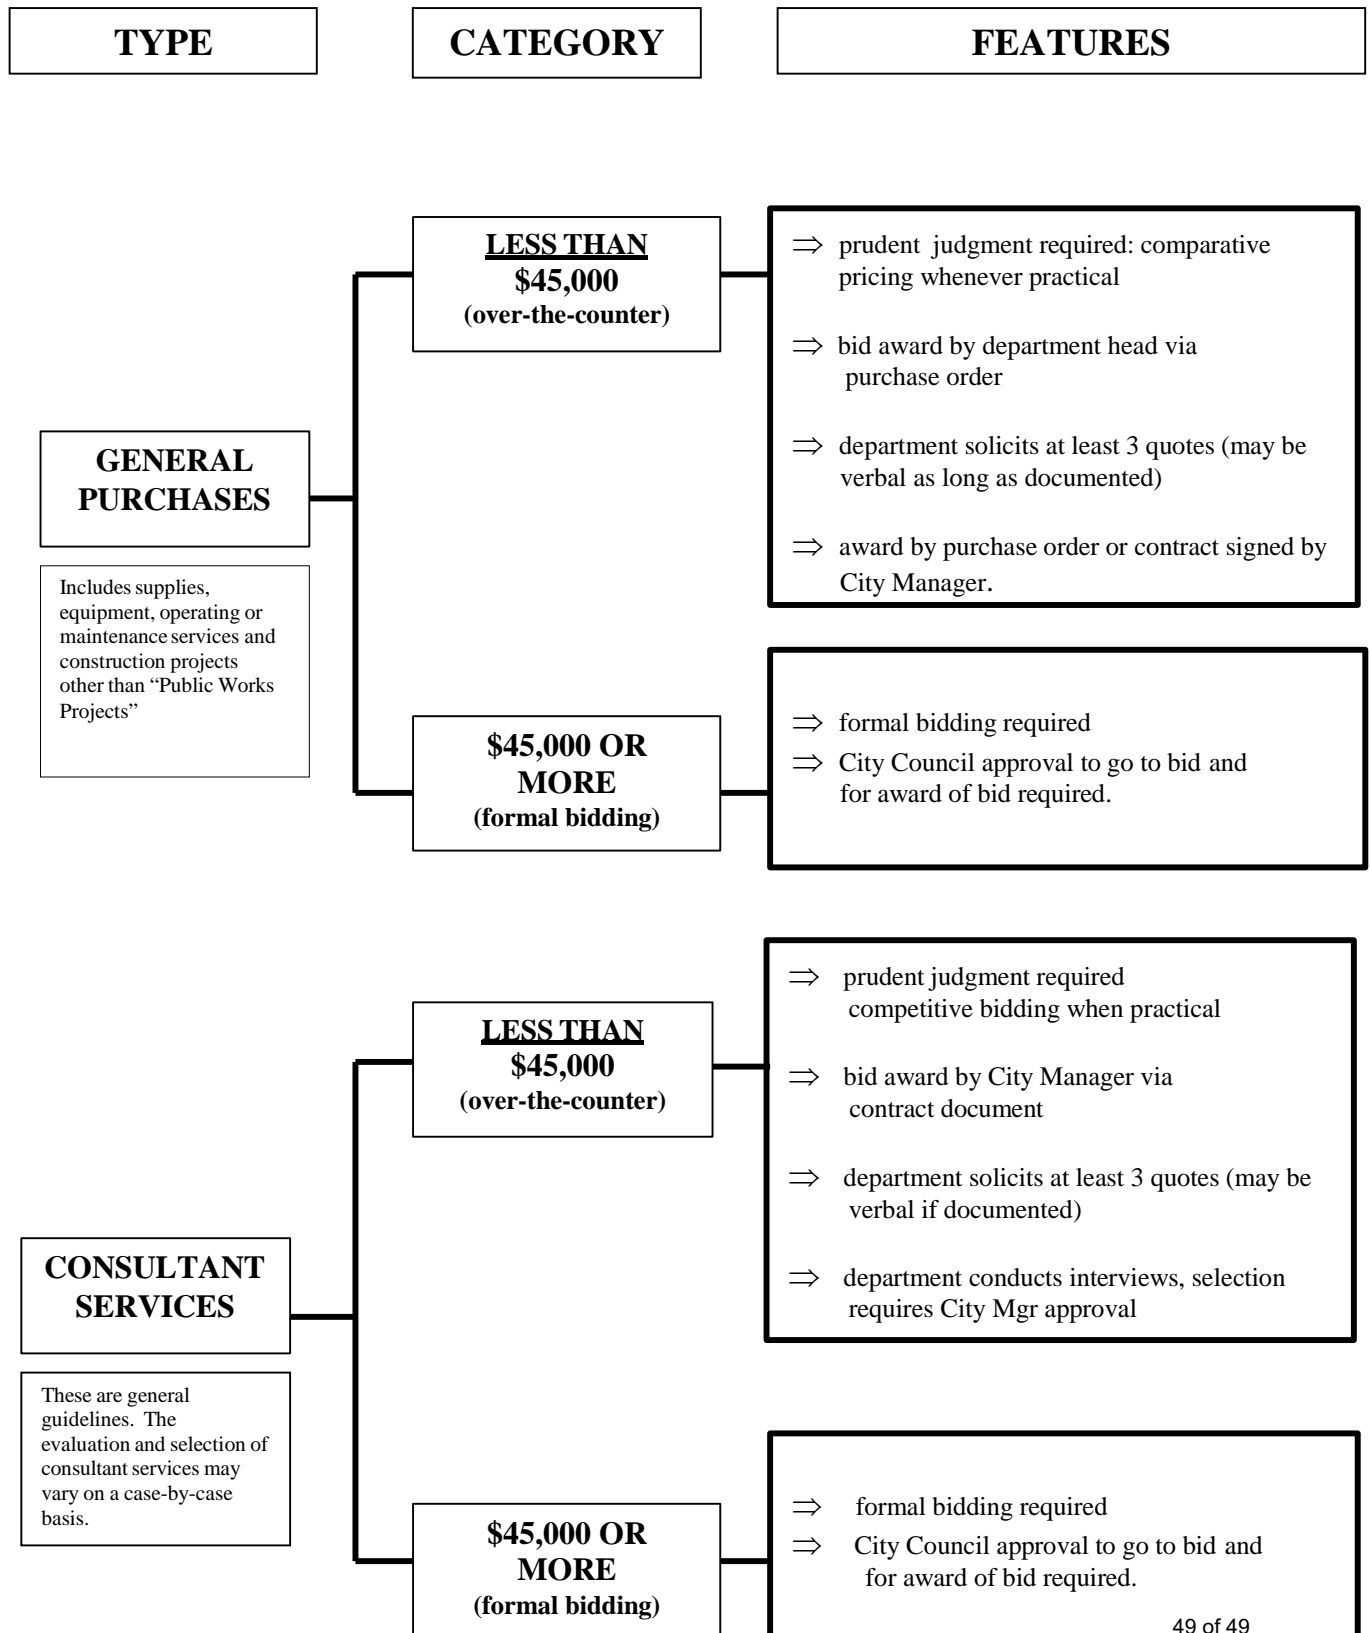 TYPE
CATEGORY
FEATURES
GENERAL
PURCHASES
Includes supplies,
equipment, operating or
maintenance services and
construction projects
other than “Public Works
Projects”
LESS THAN
$45,000
(over-the-counter)
⇒ prudent judgment required: comparative
pricing whenever practical
⇒ bid award by department head via
purchase order
⇒ department solicits at least 3 quotes (may be
verbal as long as documented)
⇒ award by purchase order or contract signed by
City Manager.
$45,000 OR
MORE
(formal bidding)
⇒ formal bidding required
⇒ City Council approval to go to bid and
for award of bid required.
CONSULTANT
SERVICES
These are general
guidelines. The
evaluation and selection of
consultant services may
vary on a case-by-case
basis.
LESS THAN
$45,000
(over-the-counter)
⇒ prudent judgment required
competitive bidding when practical
⇒ bid award by City Manager via
contract document
⇒ department solicits at least 3 quotes (may be
verbal if documented)
⇒ department conducts interviews, selection
requires City Mgr approval
$45,000 OR
MORE
(formal bidding)
⇒ formal bidding required
⇒ City Council approval to go to bid and
for award of bid required.
49 of 49